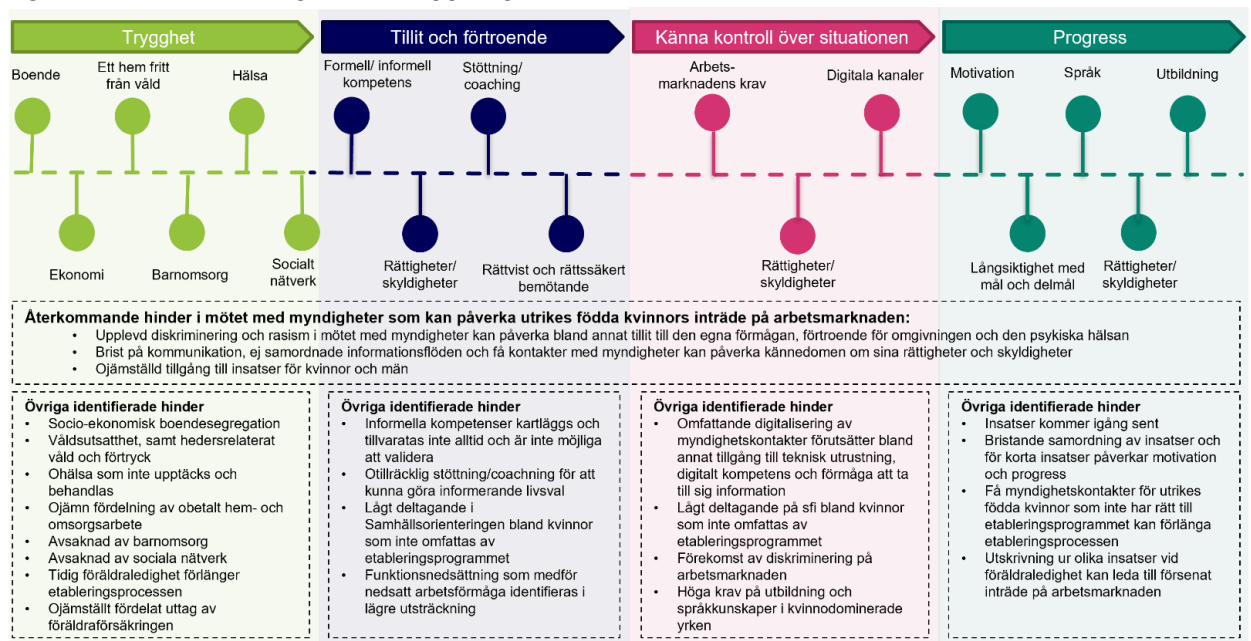 Trygghet
Tillit och förtroende
Känna kontroll över situationen
Progress
Boende
Ett hem fritt
från våld
Hälsa
Formell/ informell
kompetens
Stöttning/
coaching
Arbets-
marknadens krav
Digitala kanaler
Motivation
Språk
Utbildning
Ekonomi
Barnomsorg
Socialt
nätverk
Rättigheter/
skyldigheter
Rättvist och rättssäkert
bemötande
Rättigheter/
skyldigheter
Långsiktighet med
mål och delmål
Rättigheter/
skyldigheter
Återkommande hinder i mötet med myndigheter som kan påverka utrikes födda kvinnors inträde på arbetsmarknaden:
• Upplevd diskriminering och rasism i mötet med myndigheter kan påverka bland annat tillit till den egna förmågan, förtroende för omgivningen och den psykiska hälsan
• Brist på kommunikation, ej samordnade informationsflöden och få kontakter med myndigheter kan påverka kännedomen om sina rättigheter och skyldigheter
• Ojämställd tillgång till insatser för kvinnor och män
Övriga identifierade hinder
• Socio-ekonomisk boendesegregation
• Våldsutsatthet, samt hedersrelaterat
våld och förtryck
• Ohälsa som inte upptäcks och
behandlas
• Ojämn fördelning av obetalt hem- och
omsorgsarbete
• Avsaknad av barnomsorg
• Avsaknad av sociala nätverk
• Tidig föräldraledighet förlänger
etableringsprocessen
• Ojämställt fördelat uttag av
föräldraförsäkringen
Övriga identifierade hinder
• Informella kompetenser kartläggs och
tillvaratas inte alltid och är inte möjliga
att validera
• Otillräcklig stöttning/coachning för att
kunna göra informerande livsval
• Lågt deltagande i
Samhällsorienteringen bland kvinnor
som inte omfattas av
etableringsprogrammet
• Funktionsnedsättning som medför
nedsatt arbetsförmåga identifieras i
lägre utsträckning
Övriga identifierade hinder
• Omfattande digitalisering av
myndighetskontakter förutsätter bland
annat tillgång till teknisk utrustning,
digitalt kompetens och förmåga att ta
till sig information
• Lågt deltagande på sfi bland kvinnor
som inte omfattas av
etableringsprogrammet
• Förekomst av diskriminering på
arbetsmarknaden
• Höga krav på utbildning och
språkkunskaper i kvinnodominerade
yrken
Övriga identifierade hinder
• Insatser kommer igång sent
• Bristande samordning av insatser och
för korta insatser påverkar motivation
och progress
• Få myndighetskontakter för utrikes
födda kvinnor som inte har rätt till
etableringsprogrammet kan förlänga
etableringsprocessen
• Utskrivning ur olika insatser vid
föräldraledighet kan leda till försenat
inträde på arbetsmarknaden